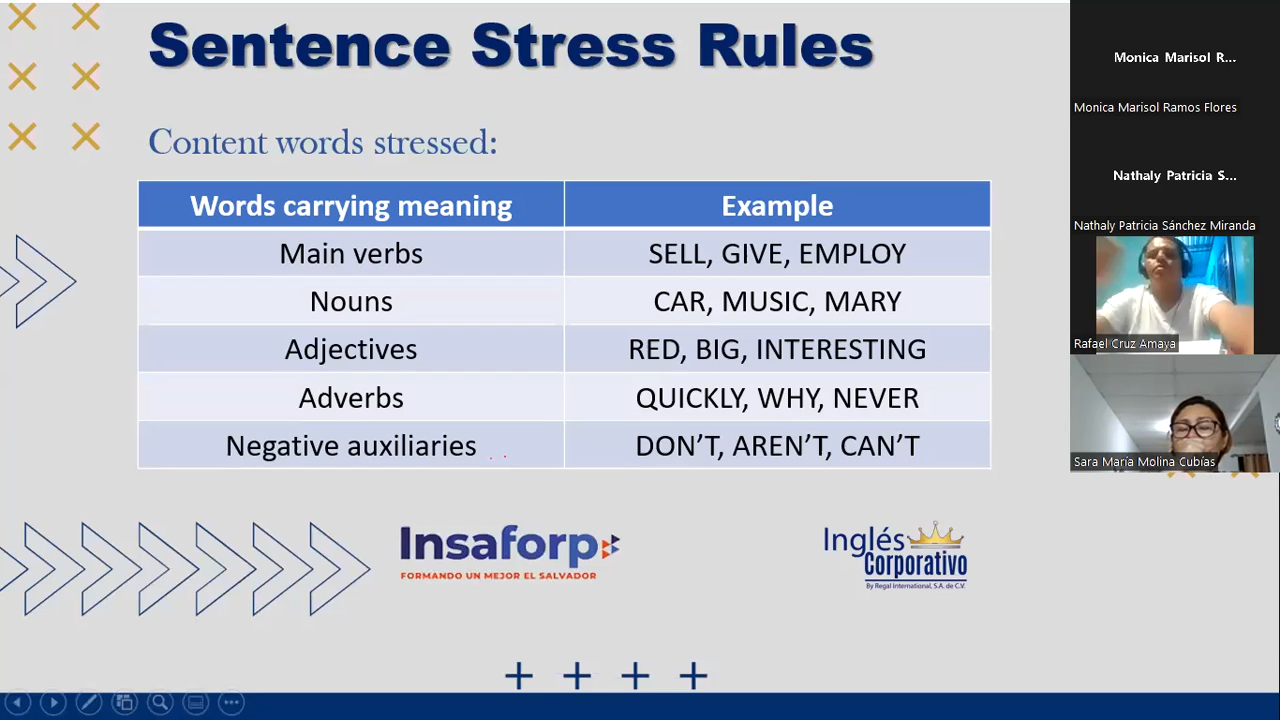 Sentence Stress Rules
Content words stressed:
Words carrying meaning Example
Main verbs SELL, GIVE, EMPLOY
Nouns CAR, MUSIC, MARY
Adjectives RED, BIG, INTERESTING
Adverbs QUICKLY, WHY, NEVER
Negative auxiliaries DON’T, AREN’T, CAN’T
Insaforp
FORMANDO UN MEJOR EL SALVADOR
Inglés
Corporativo
By Regal International, S.A. de C.V.
Monica Marisol R...
Monica Marisol Ramos Flores
Nathaly Patricia S...
Nathaly Patricia Sánchez Miranda
Rafael Cruz Amaya
Sara María Molina Cubías